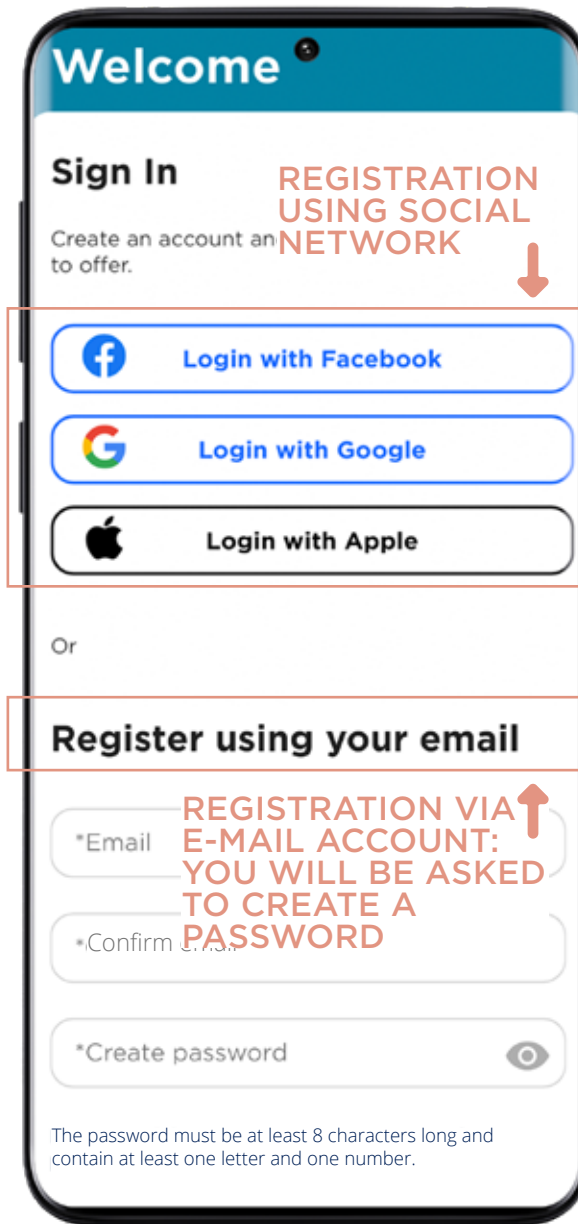 Welcome
Sign In
REGISTRATION
USING SOCIAL
NETWORK
Create an account an
to offer.
Login with Facebook
Login with Google
Login with Apple
Or
Register using your email
REGISTRATION VIA
E-MAIL ACCOUNT:
YOU WILL BE ASKED
TO CREATE A
PASSWORD
*Email
*Confirm
*Create password
The password must be at least 8 characters long and
contain at least one letter and one number.